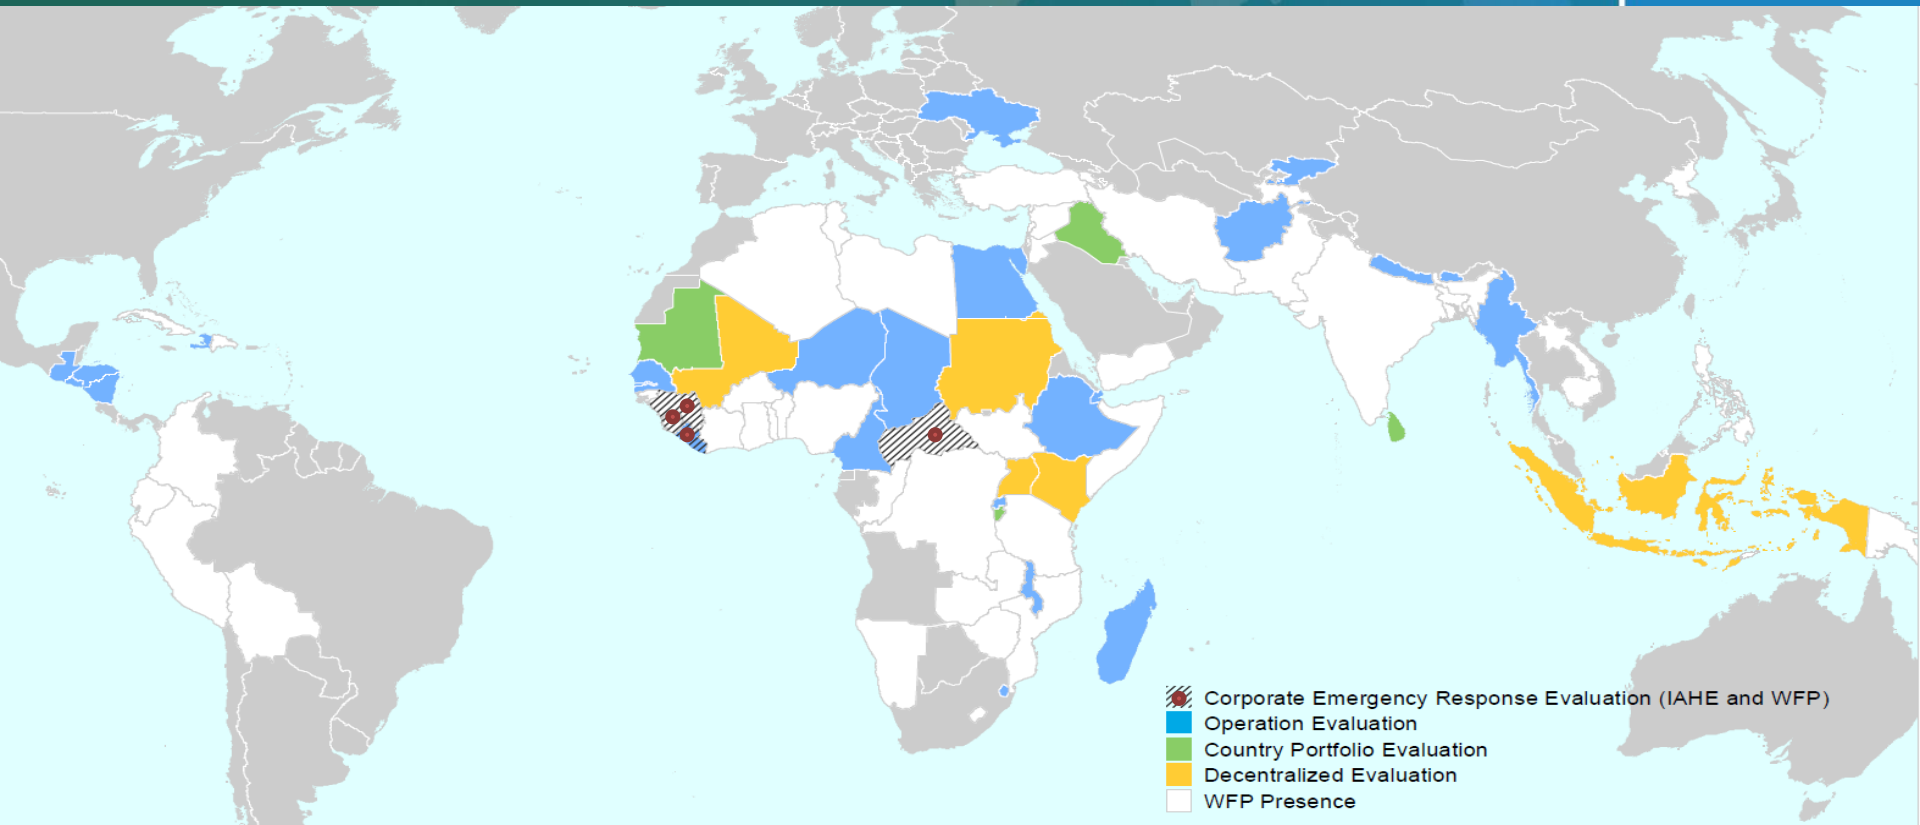 Corporate Emergency Response Evaluation (IAHE and WFP)
Operation Evaluation
Country Portfolio Evaluation
Decentralized Evaluation
WFP Presence